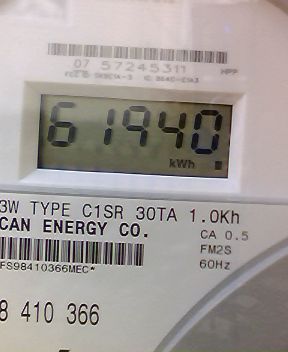 07 57245311 HPP
61940
kWh
3W TYPE C1SR 30TA 1.0Kh
CAN ENERGY CO. CA 0.5
FM2S
FS98410366MEC* 60Hz
8 410 366